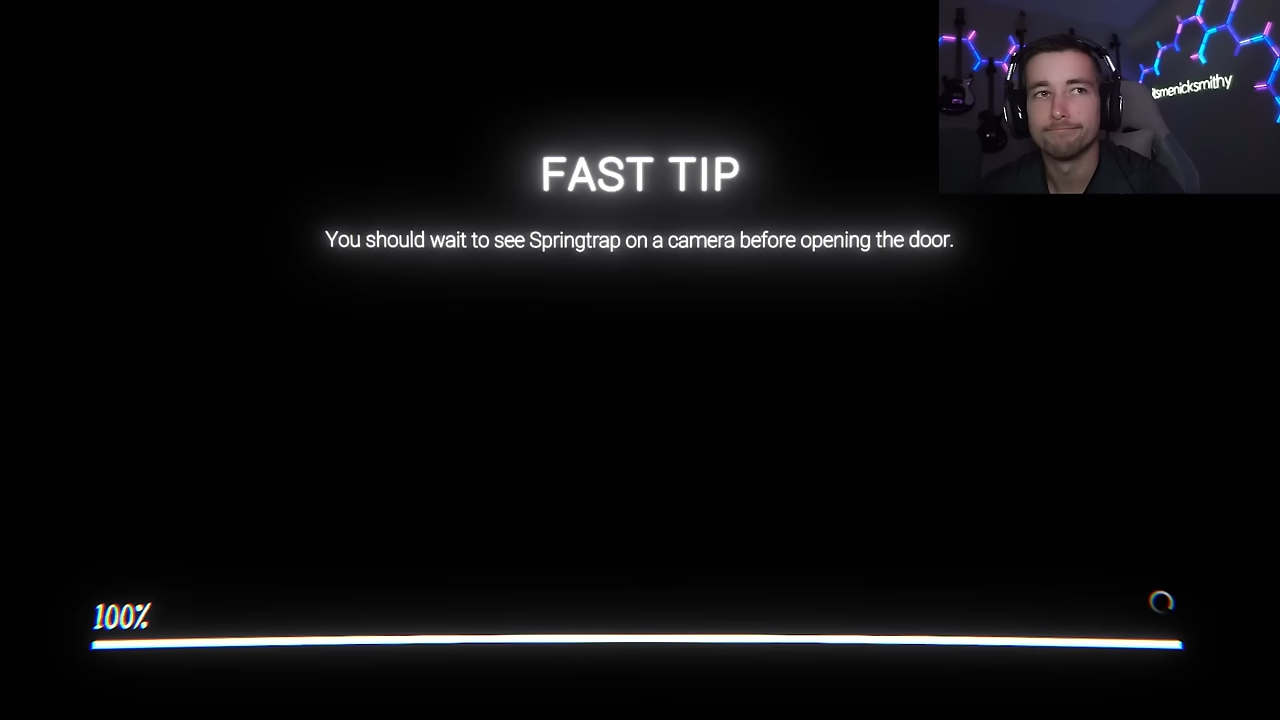 FAST TIP
itsmenicksmithy
You should wait to see Springtrap on a camera before opening the door.
100%